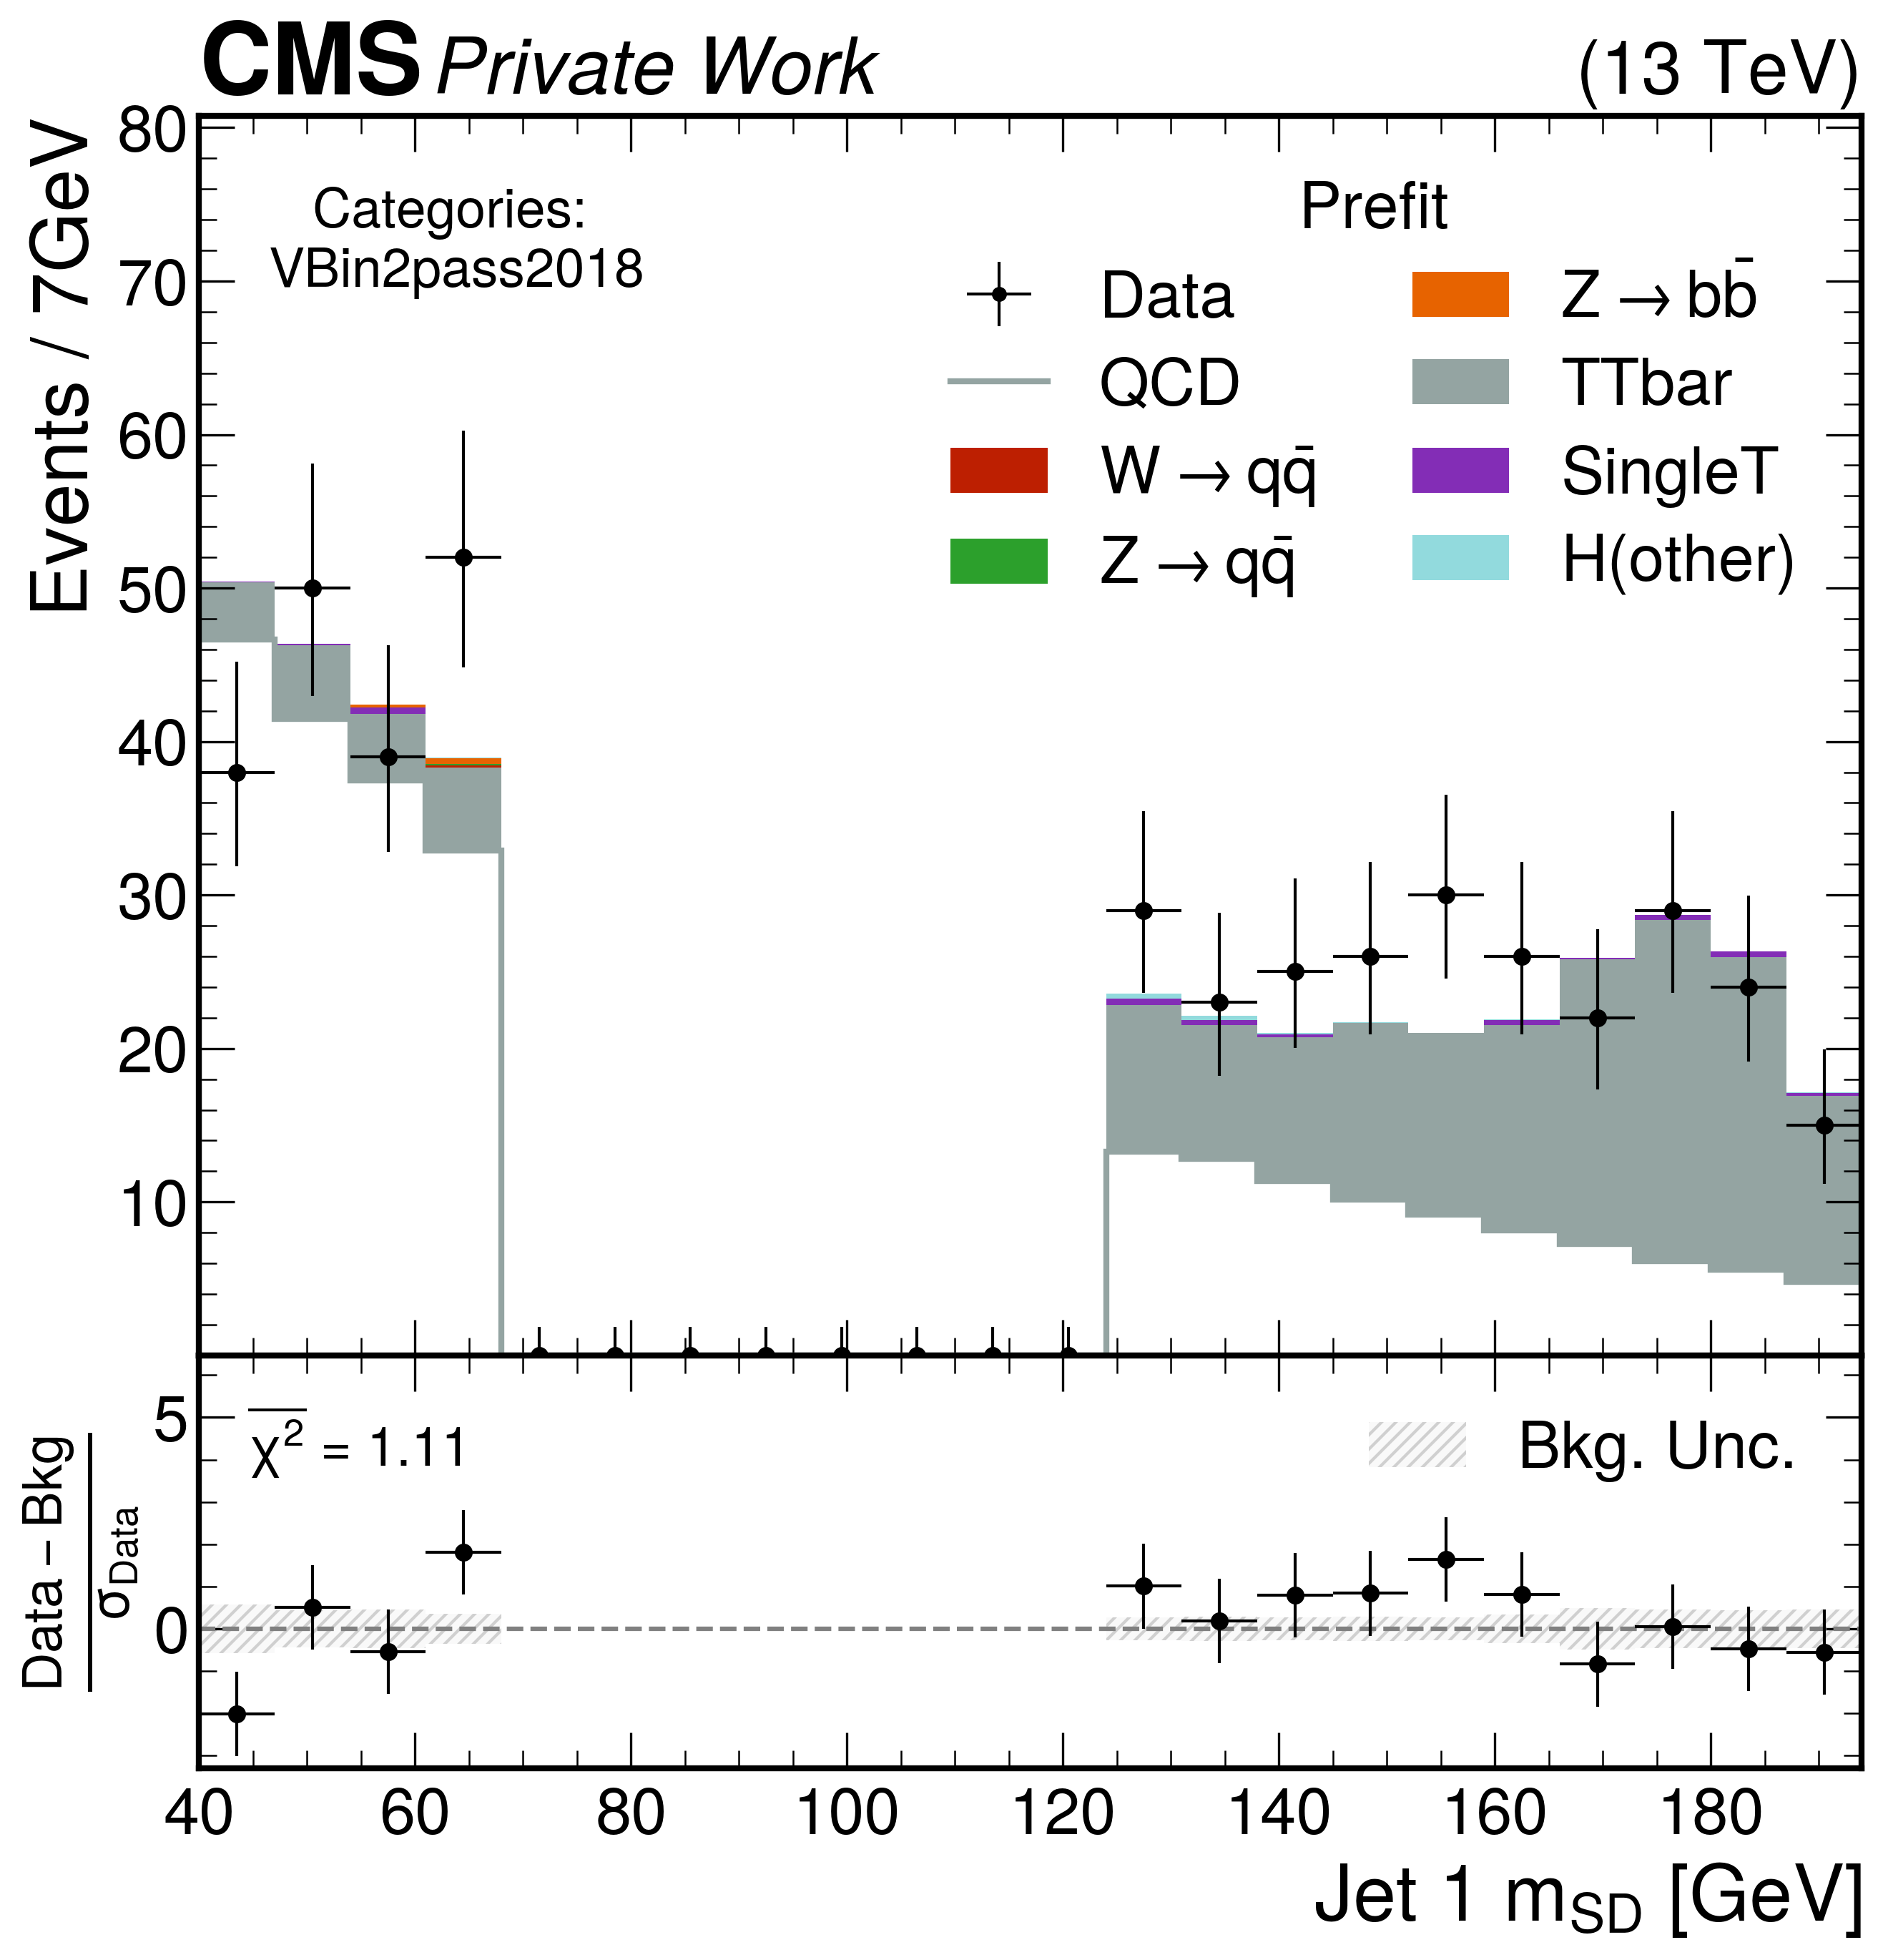 CMS Private Work (13 TeV)
Events / 7GeV
80
70
60
50
40
30
20
10
Categories:
VBin2pass2018
Prefit
Data
QCD
W → qq̄
Z → qq̄
Z → bb̄
TTbar
SingleT
H(other)
Data − Bkg
σData
5
0
χ² = 1.11
Bkg. Unc.
40 60 80 100 120 140 160 180
Jet 1 mSD [GeV]